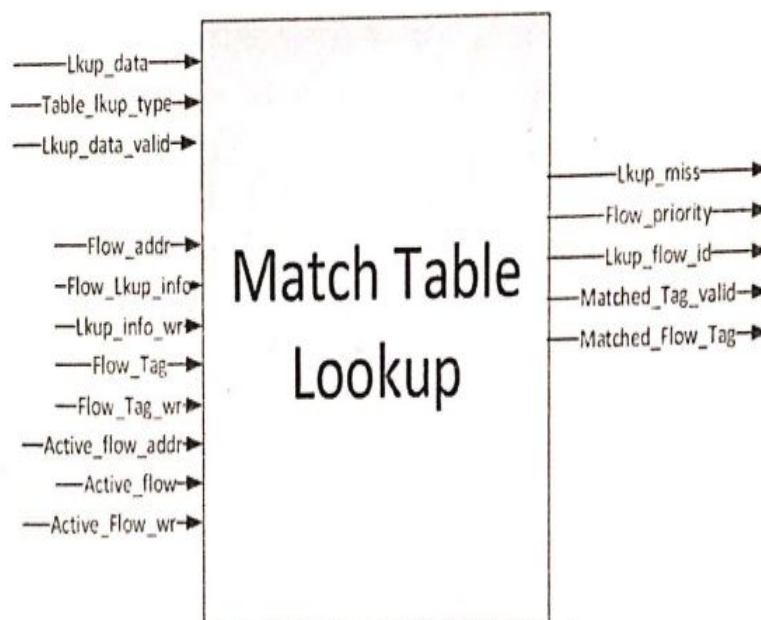 Lkup_data
Table_lkup_type
Lkup_data_valid
Flow_addr
Flow_Lkup_info
Lkup_info_wr
Flow_Tag
Flow_Tag_wr
Active_flow_addr
Active_flow
Active_Flow_wr
Match Table
Lookup
Lkup_miss
Flow_priority
Lkup_flow_id
Matched_Tag_valid
Matched_Flow_Tag